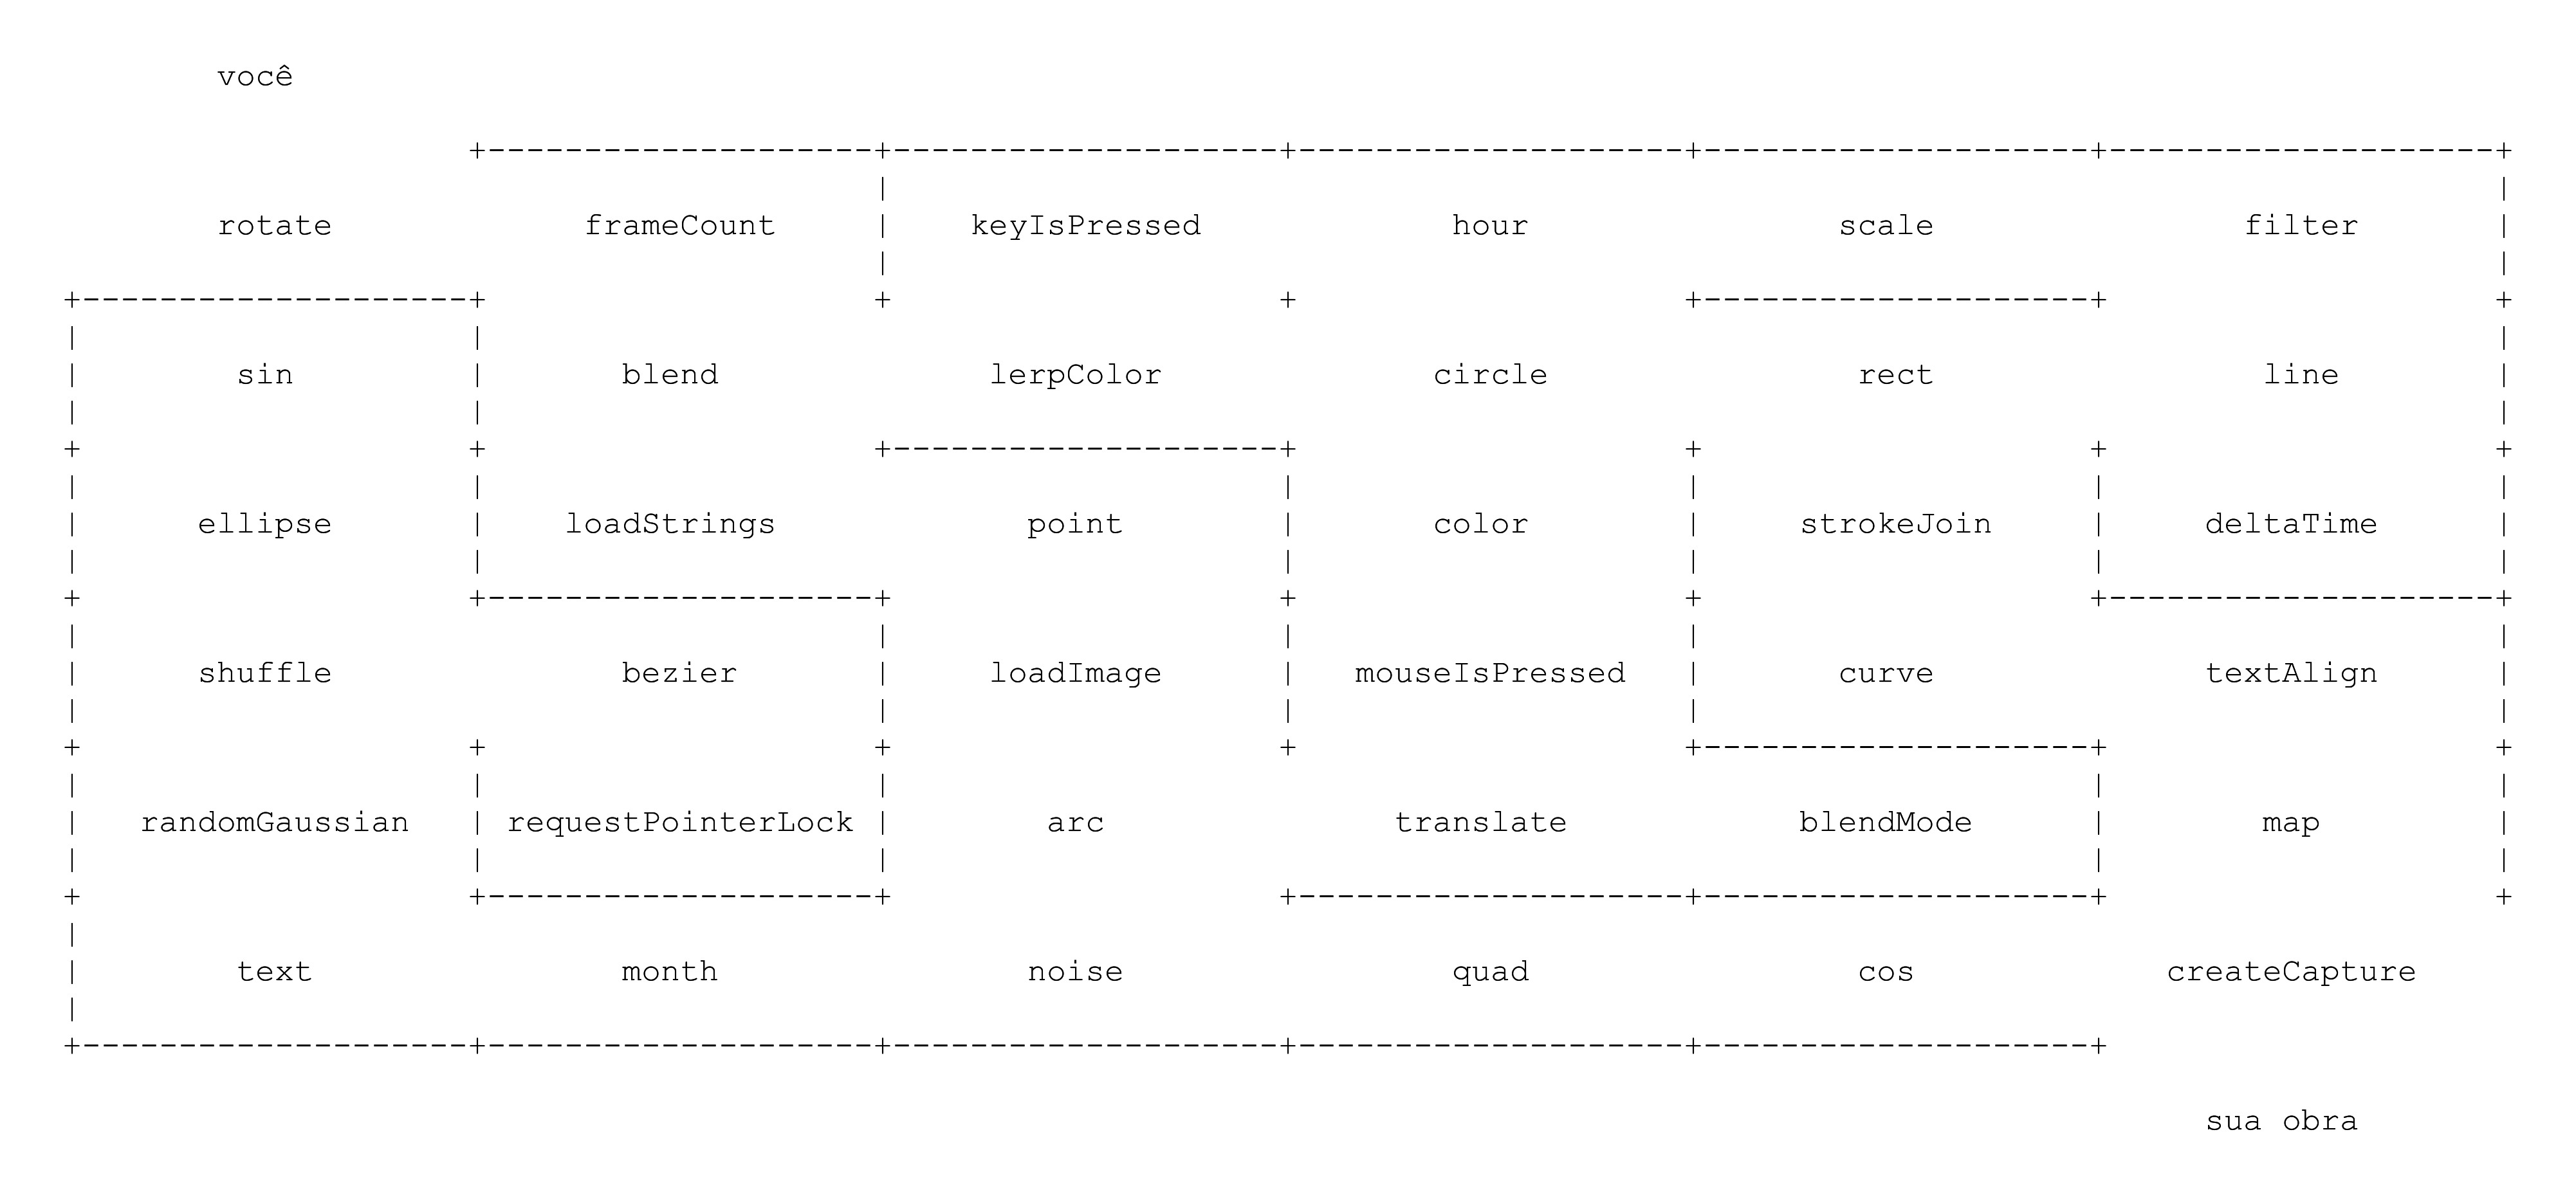 você
rotate frameCount keyIsPressed hour scale filter
sin blend lerpColor circle rect line
ellipse loadStrings point color strokeJoin deltaTime
shuffle bezier loadImage mouseIsPressed curve textAlign
randomGaussian requestPointerLock arc translate blendMode map
text month noise quad cos createCapture
sua obra